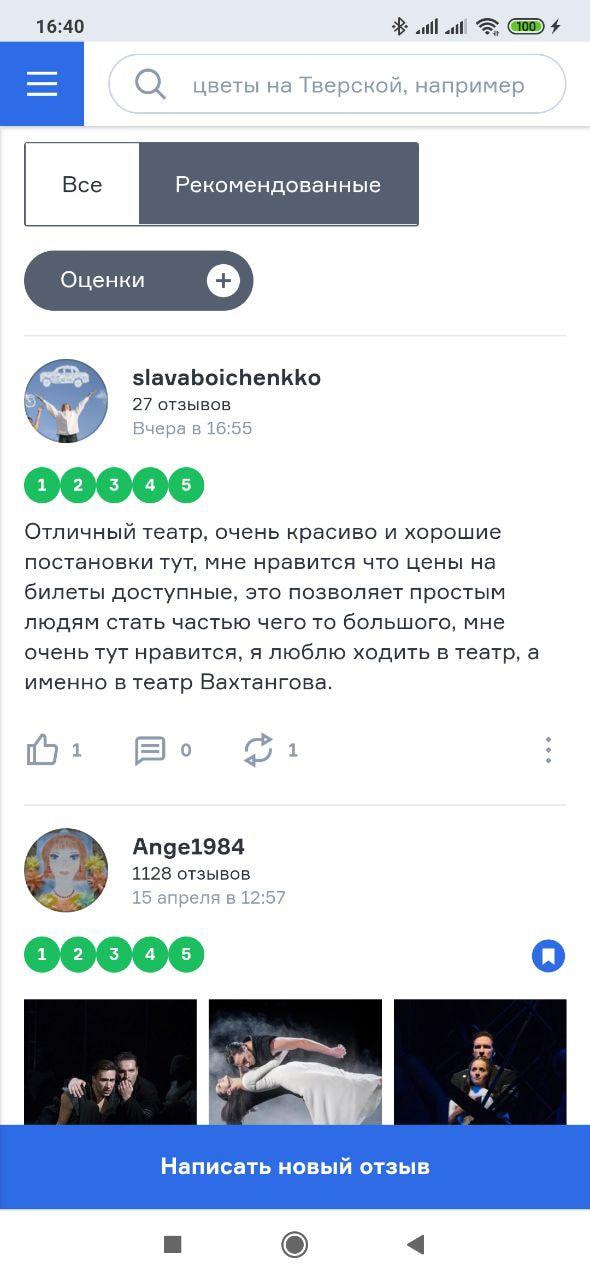 16:40
100
цветы на Тверской, например
Все Рекомендованные
Оценки
slavaboichenkko
27 отзывов
Вчера в 16:55
1 2 3 4 5
Отличный театр, очень красиво и хорошие
постановки тут, мне нравится что цены на
билеты доступные, это позволяет простым
людям стать частью чего то большого, мне
очень тут нравится, я люблю ходить в театр, а
именно в театр Вахтангова.
1 0 1
Ange1984
1128 отзывов
15 апреля в 12:57
1 2 3 4 5
Написать новый отзыв